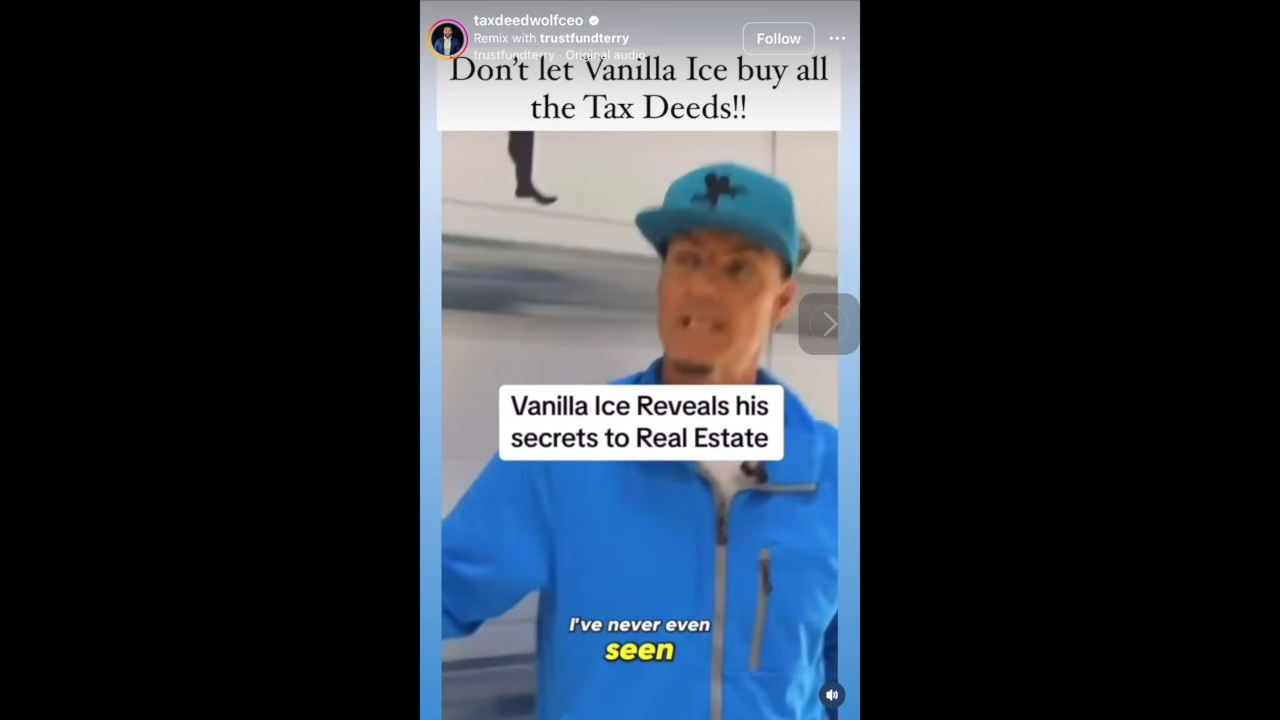 taxdeedwolfceo
Remix with trustfundterry
trustfundterry · Original audio
Follow
Don't let Vanilla Ice buy all
the Tax Deeds!!
Vanilla Ice Reveals his
secrets to Real Estate
I've never even
seen